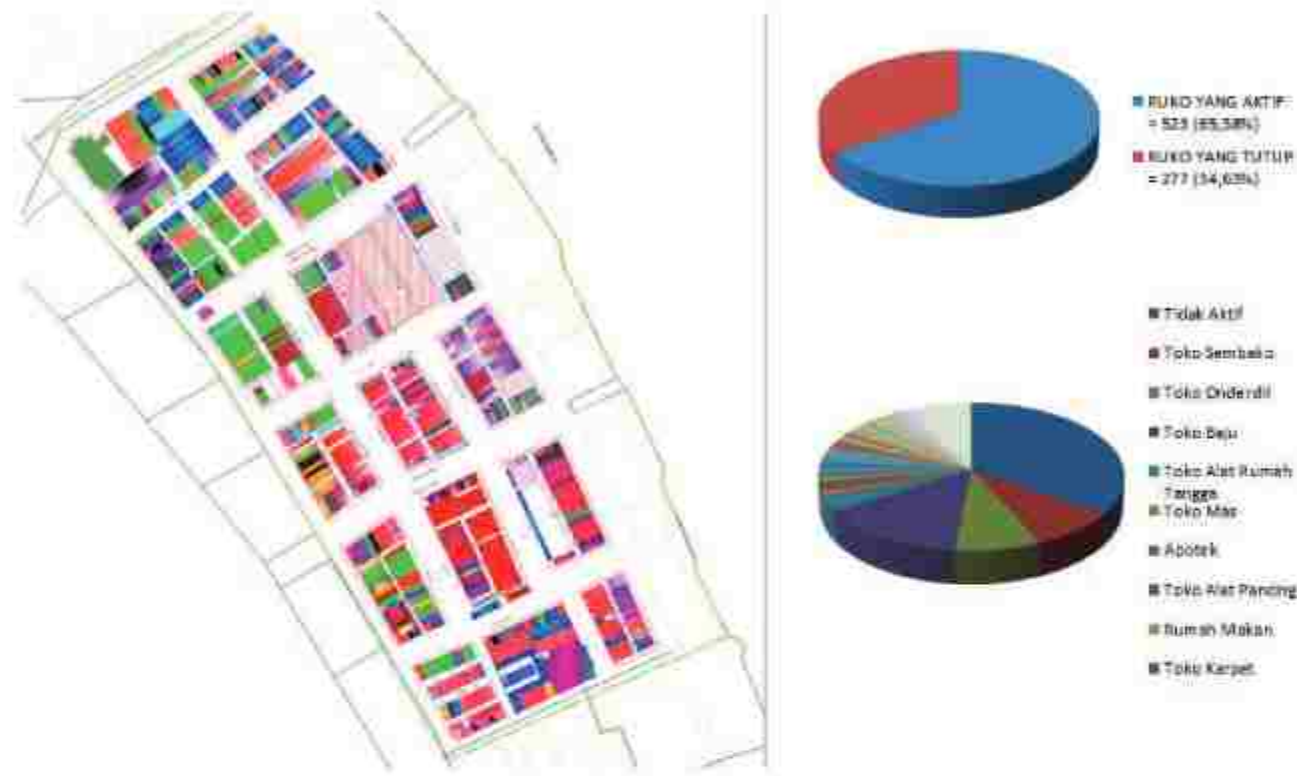 RUKO YANG AKTIF
= 523 (65,38%)
RUKO YANG TUTUP
= 277 (34,63%)
Tidak Aktif
Toko Sembako
Toko Onderdil
Toko Baju
Toko Alat Rumah
Tangga
Toko Mas
Apotek
Toko Alat Pancing
Rumah Makan
Toko Karpet